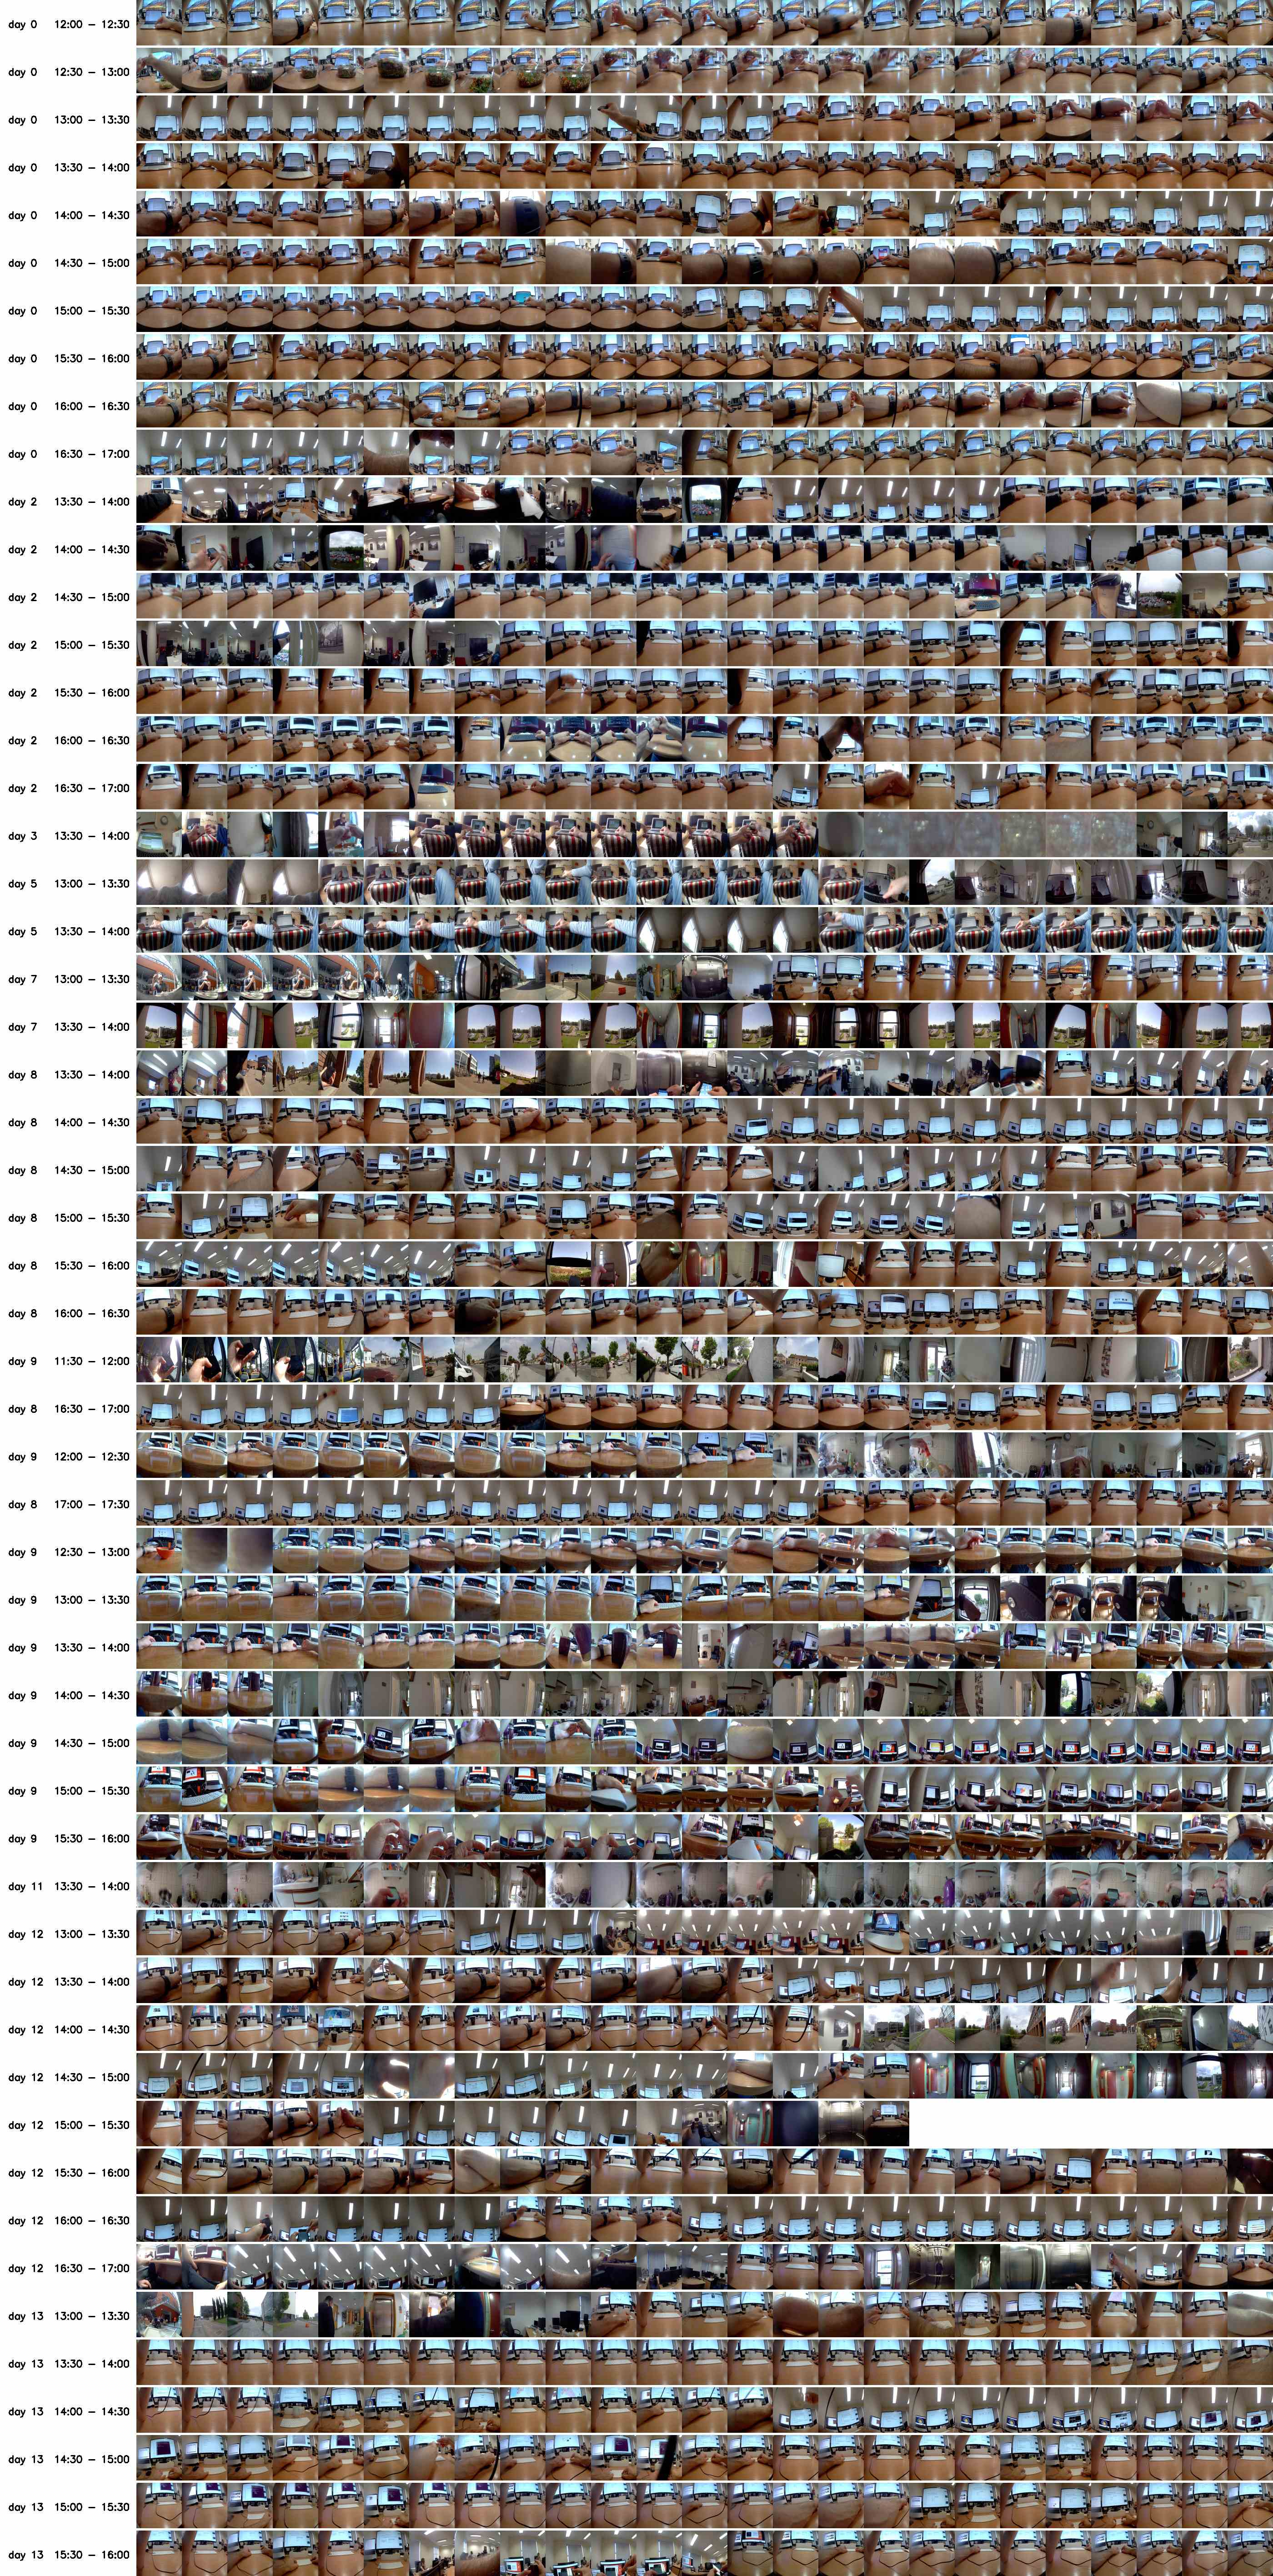 day 0 12:00 – 12:30
day 0 12:30 – 13:00
day 0 13:00 – 13:30
day 0 13:30 – 14:00
day 0 14:00 – 14:30
day 0 14:30 – 15:00
day 0 15:00 – 15:30
day 0 15:30 – 16:00
day 0 16:00 – 16:30
day 0 16:30 – 17:00
day 2 13:30 – 14:00
day 2 14:00 – 14:30
day 2 14:30 – 15:00
day 2 15:00 – 15:30
day 2 15:30 – 16:00
day 2 16:00 – 16:30
day 2 16:30 – 17:00
day 3 13:30 – 14:00
day 5 13:00 – 13:30
day 5 13:30 – 14:00
day 7 13:00 – 13:30
day 7 13:30 – 14:00
day 8 13:30 – 14:00
day 8 14:00 – 14:30
day 8 14:30 – 15:00
day 8 15:00 – 15:30
day 8 15:30 – 16:00
day 8 16:00 – 16:30
day 9 11:30 – 12:00
day 8 16:30 – 17:00
day 9 12:00 – 12:30
day 8 17:00 – 17:30
day 9 12:30 – 13:00
day 9 13:00 – 13:30
day 9 13:30 – 14:00
day 9 14:00 – 14:30
day 9 14:30 – 15:00
day 9 15:00 – 15:30
day 9 15:30 – 16:00
day 11 13:30 – 14:00
day 12 13:00 – 13:30
day 12 13:30 – 14:00
day 12 14:00 – 14:30
day 12 14:30 – 15:00
day 12 15:00 – 15:30
day 12 15:30 – 16:00
day 12 16:00 – 16:30
day 12 16:30 – 17:00
day 13 13:00 – 13:30
day 13 13:30 – 14:00
day 13 14:00 – 14:30
day 13 14:30 – 15:00
day 13 15:00 – 15:30
day 13 15:30 – 16:00